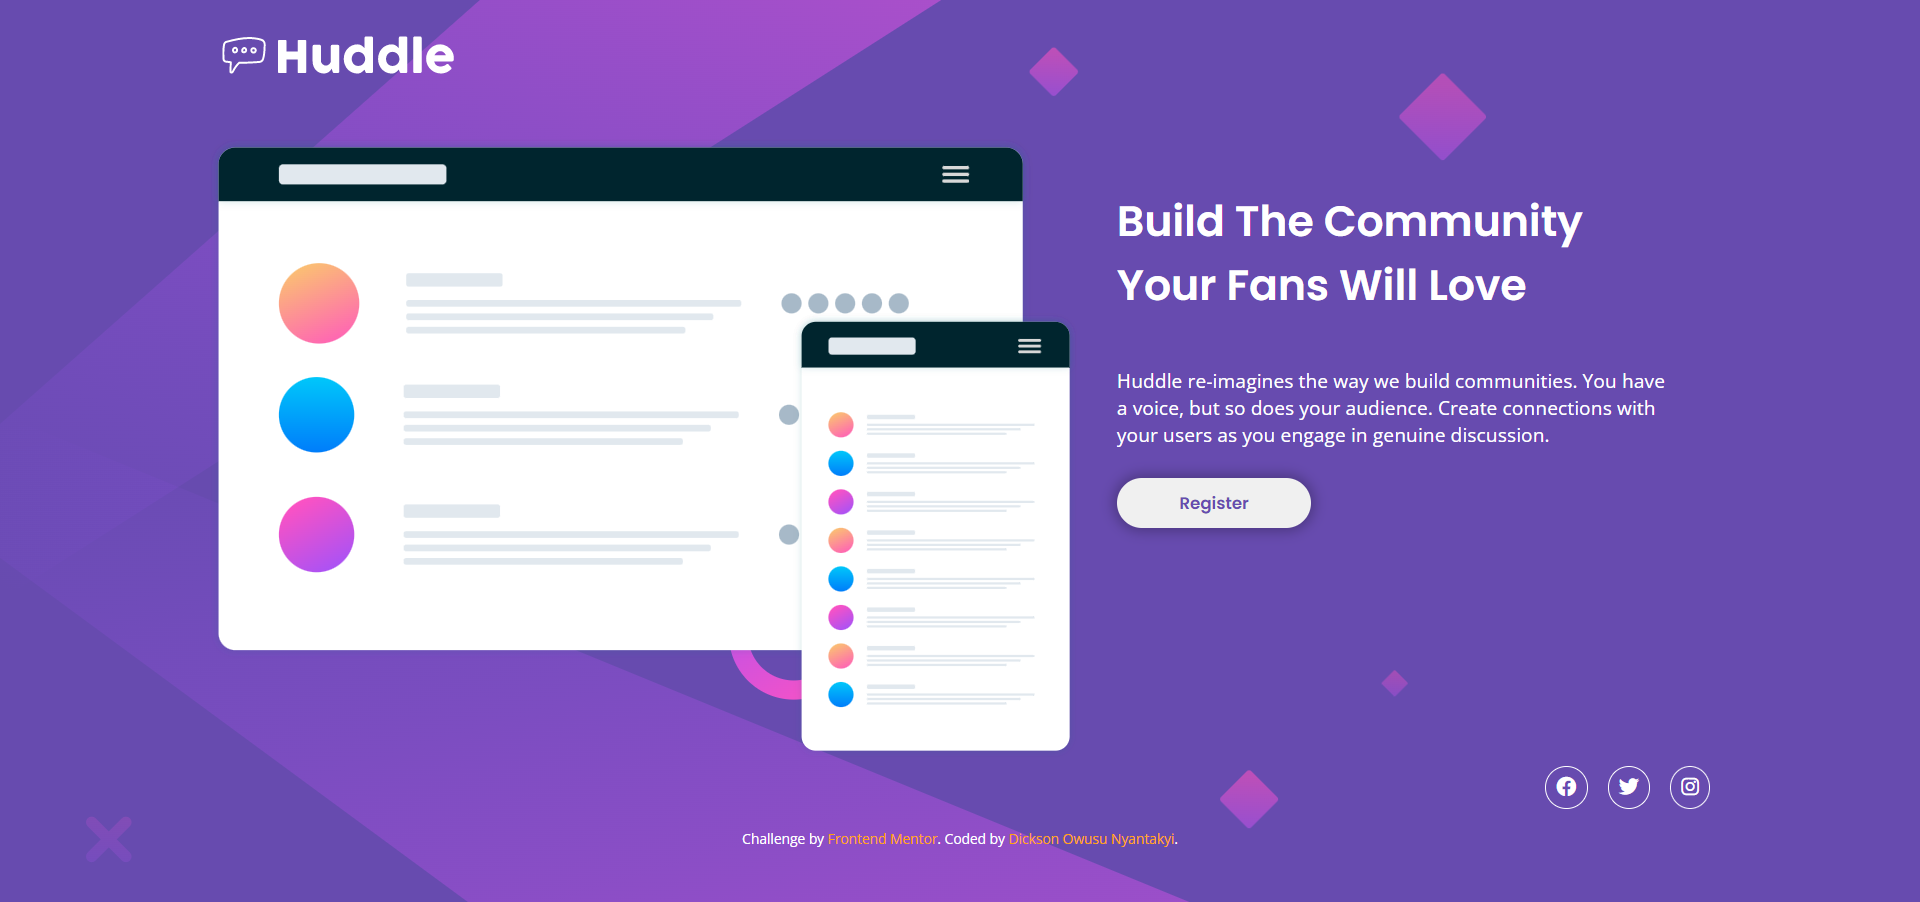 Huddle
Build The Community
Your Fans Will Love
Huddle re-imagines the way we build communities. You have
a voice, but so does your audience. Create connections with
your users as you engage in genuine discussion.
Register
Challenge by Frontend Mentor. Coded by Dickson Owusu Nyantakyi.